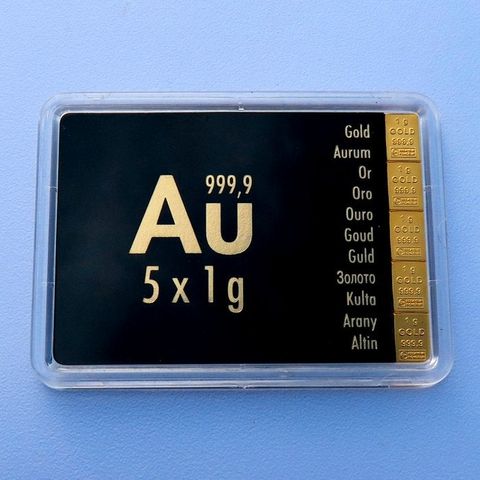 999,9
Au
5 x 1g
Gold
Aurum
Or
Oro
Ouro
Goud
Guld
Золото
Kulta
Arany
Altin
1 g
GOLD
999,9
1 g
GOLD
999,9
1 g
GOLD
999,9
1 g
GOLD
999,9
1 g
GOLD
999,9